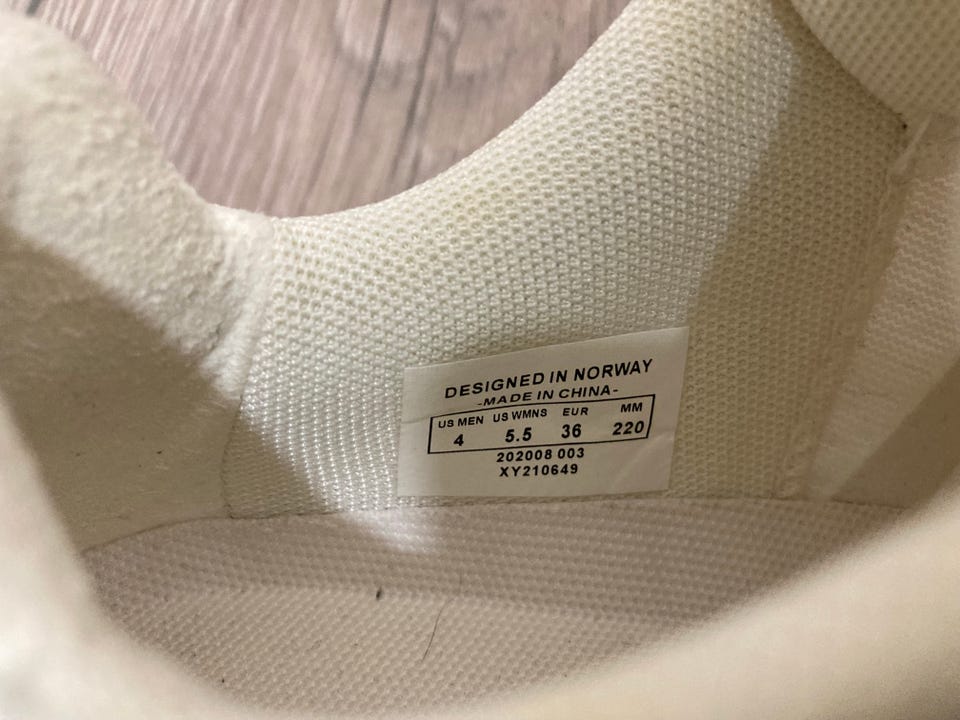 DESIGNED IN NORWAY
-MADE IN CHINA-
US MEN US WMNS EUR MM
4 5.5 36 220
202008 003
XY210649